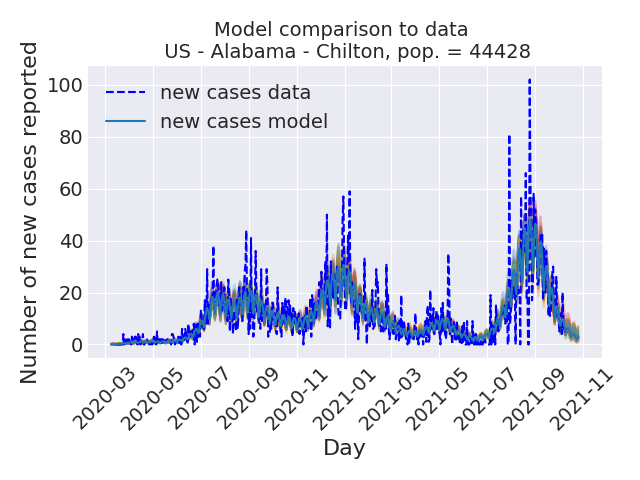 Model comparison to data
US - Alabama - Chilton, pop. = 44428
Number of new cases reported
100
80
60
40
20
0
new cases data
new cases model
2020-03
2020-05
2020-07
2020-09
2020-11
2021-01
2021-03
2021-05
2021-07
2021-09
2021-11
Day